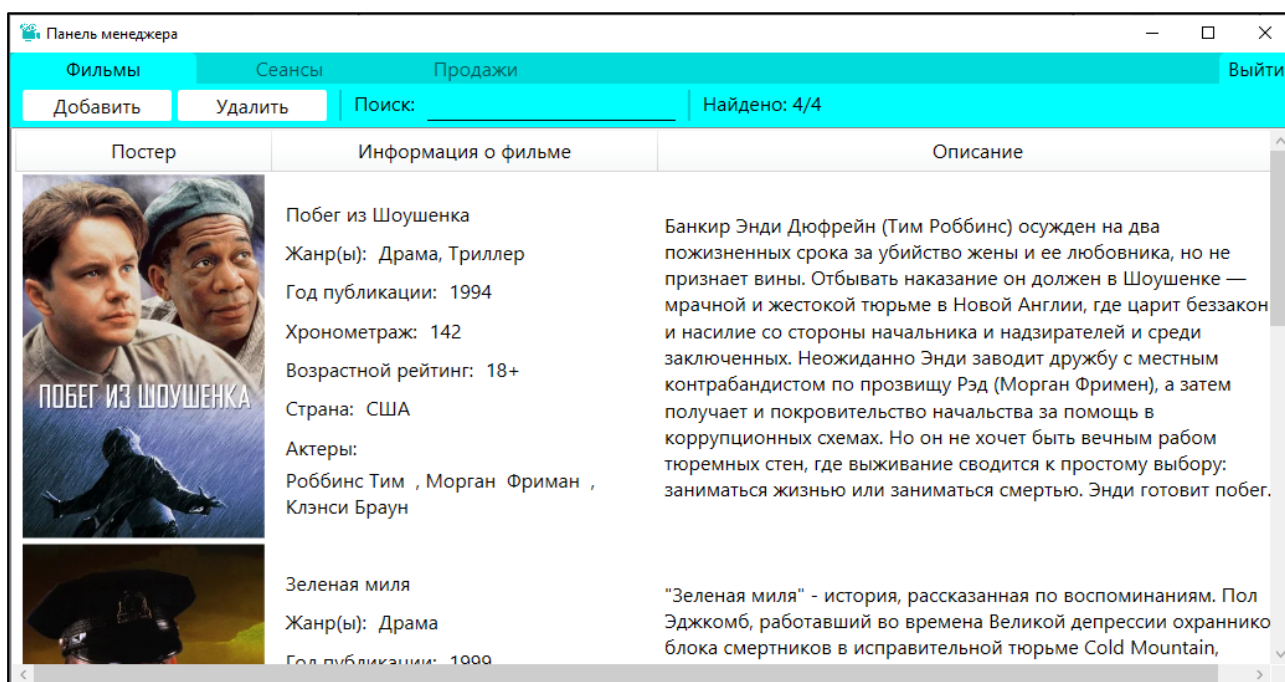 Панель менеджера
Фильмы Сеансы Продажи Выйти
Добавить Удалить Поиск: Найдено: 4/4
Постер Информация о фильме Описание
ПОБЕГ ИЗ ШОУШЕНКА
Побег из Шоушенка
Жанр(ы): Драма, Триллер
Год публикации: 1994
Хронометраж: 142
Возрастной рейтинг: 18+
Страна: США
Актеры:
Роббинс Тим , Морган Фриман ,
Клэнси Браун
Банкир Энди Дюфрейн (Тим Роббинс) осужден на два
пожизненных срока за убийство жены и ее любовника, но не
признает вины. Отбывать наказание он должен в Шоушенке —
мрачной и жестокой тюрьме в Новой Англии, где царит беззакон
и насилие со стороны начальника и надзирателей и среди
заключенных. Неожиданно Энди заводит дружбу с местным
контрабандистом по прозвищу Рэд (Морган Фримен), а затем
получает и покровительство начальства за помощь в
коррупционных схемах. Но он не хочет быть вечным рабом
тюремных стен, где выживание сводится к простому выбору:
заниматься жизнью или заниматься смертью. Энди готовит побег.
Зеленая миля
Жанр(ы): Драма
Год публикации: 1999
"Зеленая миля" - история, рассказанная по воспоминаниям. Пол
Эджкомб, работавший во времена Великой депрессии охраннико
блока смертников в исправительной тюрьме Cold Mountain,